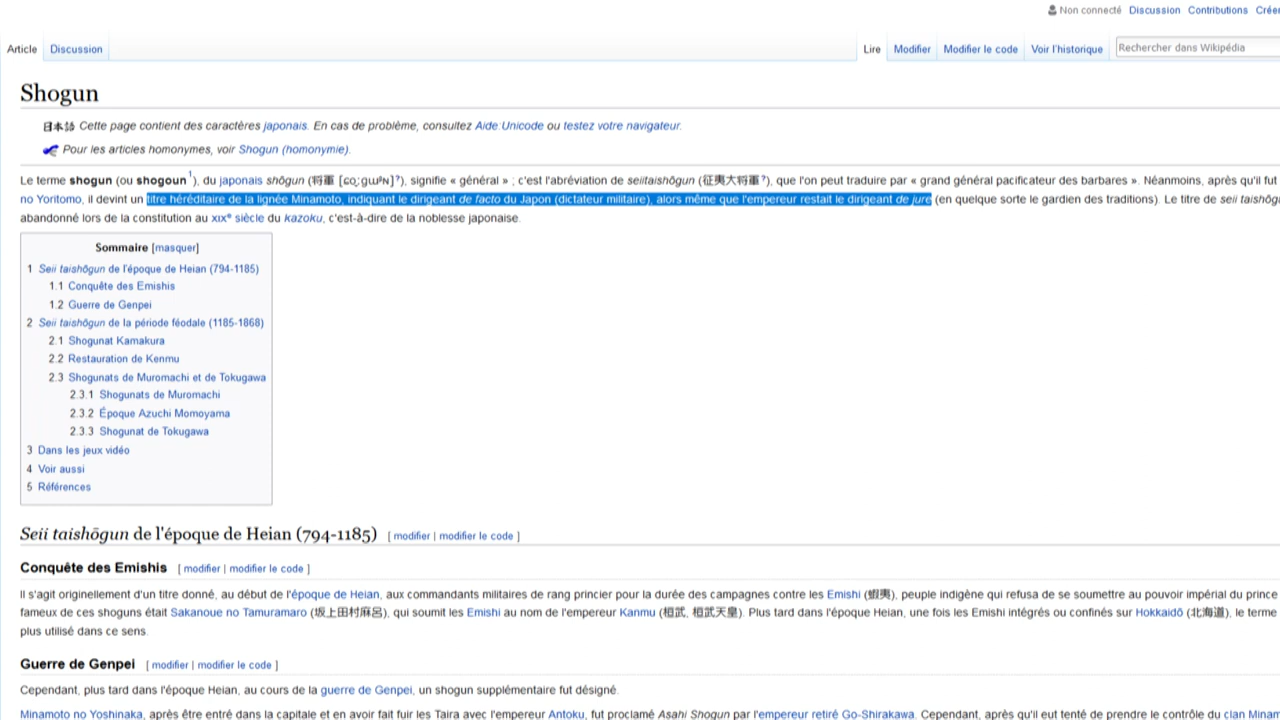 Non connecté Discussion Contributions Créer
Article Discussion Lire Modifier Modifier le code Voir l'historique Rechercher dans Wikipédia
Shogun
日本語 Cette page contient des caractères japonais. En cas de problème, consultez Aide:Unicode ou testez votre navigateur.
Pour les articles homonymes, voir Shogun (homonymie).
Le terme shogun (ou shogoun 1), du japonais shōgun (将軍 [ɕo̞ːɡɯᵝɴ]?), signifie « général » ; c'est l'abréviation de seiitaishōgun (征夷大将軍?), que l'on peut traduire par « grand général pacificateur des barbares ». Néanmoins, après qu'il fut
no Yoritomo, il devint un titre héréditaire de la lignée Minamoto, indiquant le dirigeant de facto du Japon (dictateur militaire), alors même que l'empereur restait le dirigeant de jure (en quelque sorte le gardien des traditions). Le titre de seii taishōgu
abandonné lors de la constitution au XIXe siècle du kazoku, c'est-à-dire de la noblesse japonaise.
Sommaire [masquer]
1 Seii taishōgun de l'époque de Heian (794-1185)
1.1 Conquête des Emishis
1.2 Guerre de Genpei
2 Seii taishōgun de la période féodale (1185-1868)
2.1 Shogunat Kamakura
2.2 Restauration de Kenmu
2.3 Shogunats de Muromachi et de Tokugawa
2.3.1 Shogunats de Muromachi
2.3.2 Époque Azuchi Momoyama
2.3.3 Shogunat de Tokugawa
3 Dans les jeux vidéo
4 Voir aussi
5 Références
Seii taishōgun de l'époque de Heian (794-1185) [ modifier | modifier le code ]
Conquête des Emishis [ modifier | modifier le code ]
Il s'agit originellement d'un titre donné, au début de l'époque de Heian, aux commandants militaires de rang princier pour la durée des campagnes contre les Emishi (蝦夷), peuple indigène qui refusa de se soumettre au pouvoir impérial du prince
fameux de ces shoguns était Sakanoue no Tamuramaro (坂上田村麻呂), qui soumit les Emishi au nom de l'empereur Kanmu (桓武, 桓武天皇). Plus tard dans l'époque Heian, une fois les Emishi intégrés ou confinés sur Hokkaidō (北海道), le terme
plus utilisé dans ce sens.
Guerre de Genpei [ modifier | modifier le code ]
Cependant, plus tard dans l'époque Heian, au cours de la guerre de Genpei, un shogun supplémentaire fut désigné.
Minamoto no Yoshinaka, après être entré dans la capitale et en avoir fait fuir les Taira avec l'empereur Antoku, fut proclamé Asahi Shogun par l'empereur retiré Go-Shirakawa. Cependant, après qu'il eut tenté de prendre le contrôle du clan Minam